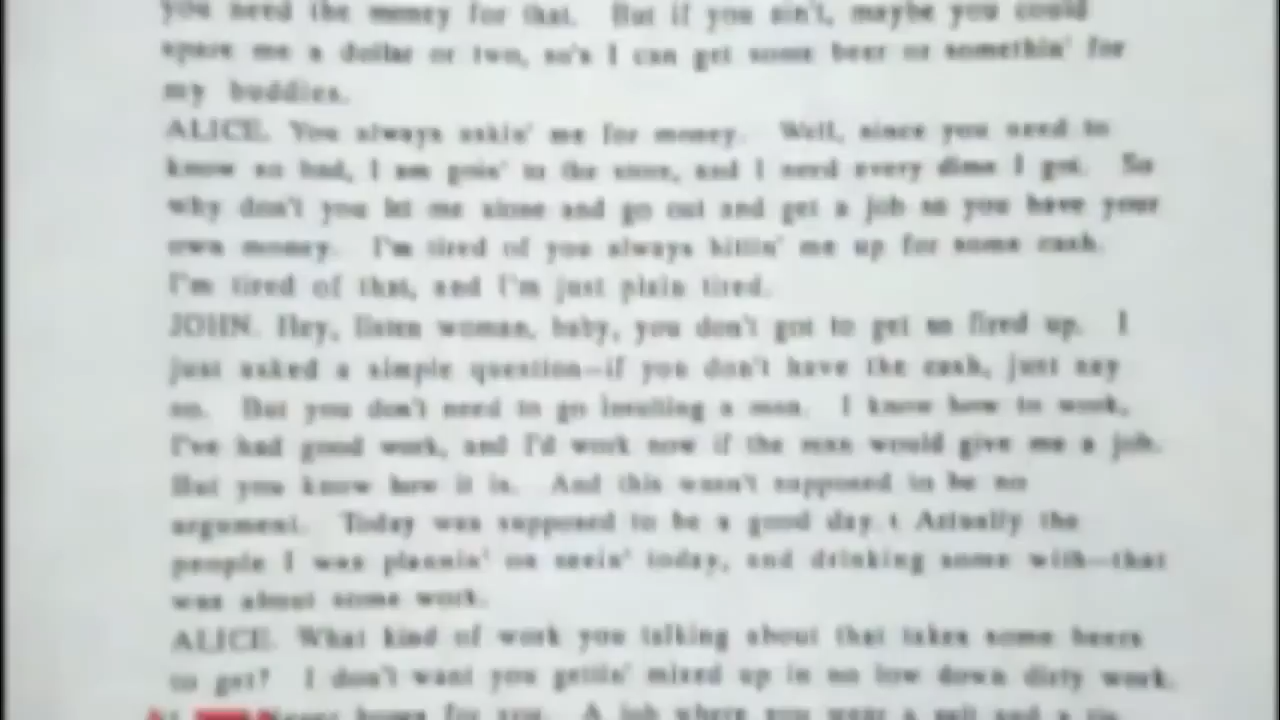 you need the money for that. But if you ain't, maybe you could
spare me a dollar or two, so's I can get some beer or somethin' for
my buddies.
ALICE. You always askin' me for money. Well, since you need to
know so bad, I am goin' to the store, and I need every dime I got. So
why don't you let me alone and go out and get a job so you have your
own money. I'm tired of you always hittin' me up for some cash.
I'm tired of that, and I'm just plain tired.
JOHN. Hey, listen woman, baby, you don't got to get so fired up. I
just asked a simple question—if you don't have the cash, just say
no. But you don't need to go insulting a man. I know how to work,
I've had good work, and I'd work now if the man would give me a job.
But you know how it is. And this wasn't supposed to be no
argument. Today was supposed to be a good day. Actually the
people I was plannin' on seein' today, and drinking some with—that
was about some work.
ALICE. What kind of work you talking about that takes some beers
to get? I don't want you gettin' mixed up in no low down dirty work.
for you. A job where you wear a suit and a tie,